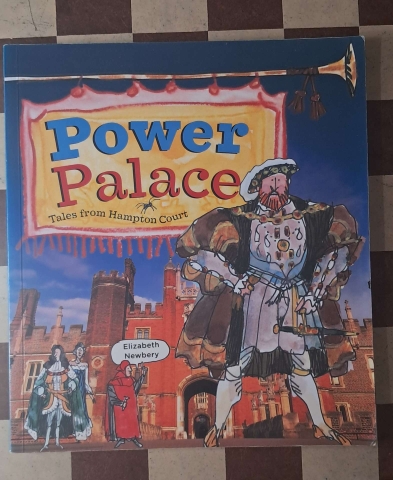 Power
Palace
Tales from Hampton Court
Elizabeth
Newbery